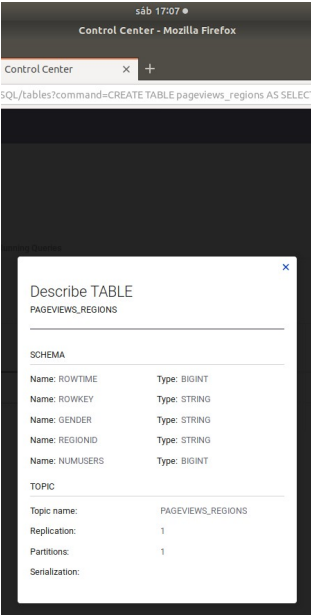 sáb 17:07
Control Center - Mozilla Firefox
Control Center × +
SQL/tables?command=CREATE TABLE pageviews_regions AS SELECT
Running Queries
×
Describe TABLE
PAGEVIEWS_REGIONS
SCHEMA
Name: ROWTIME Type: BIGINT
Name: ROWKEY Type: STRING
Name: GENDER Type: STRING
Name: REGIONID Type: STRING
Name: NUMUSERS Type: BIGINT
TOPIC
Topic name: PAGEVIEWS_REGIONS
Replication: 1
Partitions: 1
Serialization: